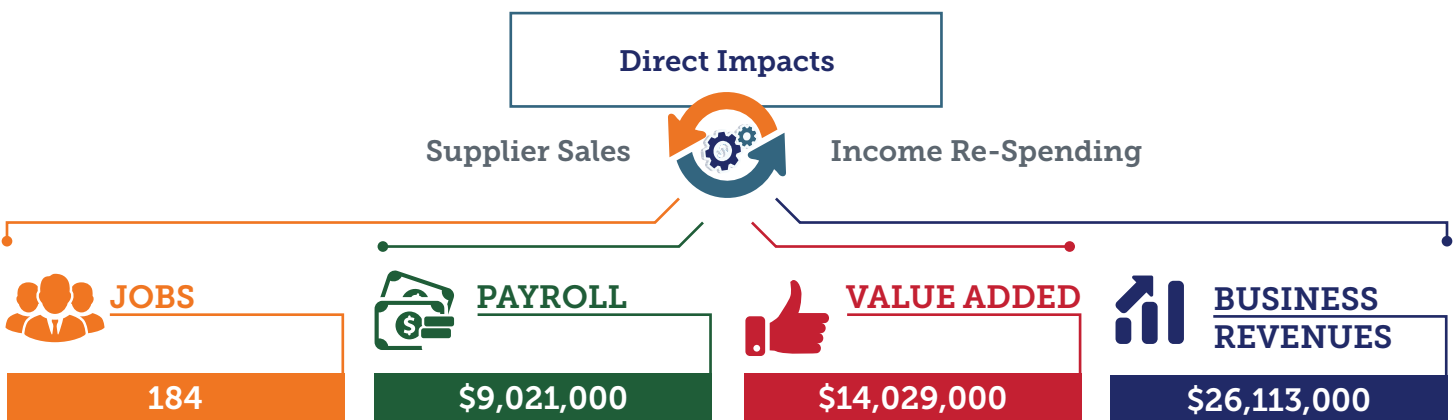 Direct Impacts
Supplier Sales
Income Re-Spending
JOBS
184
PAYROLL
$
$9,021,000
VALUE ADDED
$14,029,000
BUSINESS
REVENUES
$26,113,000